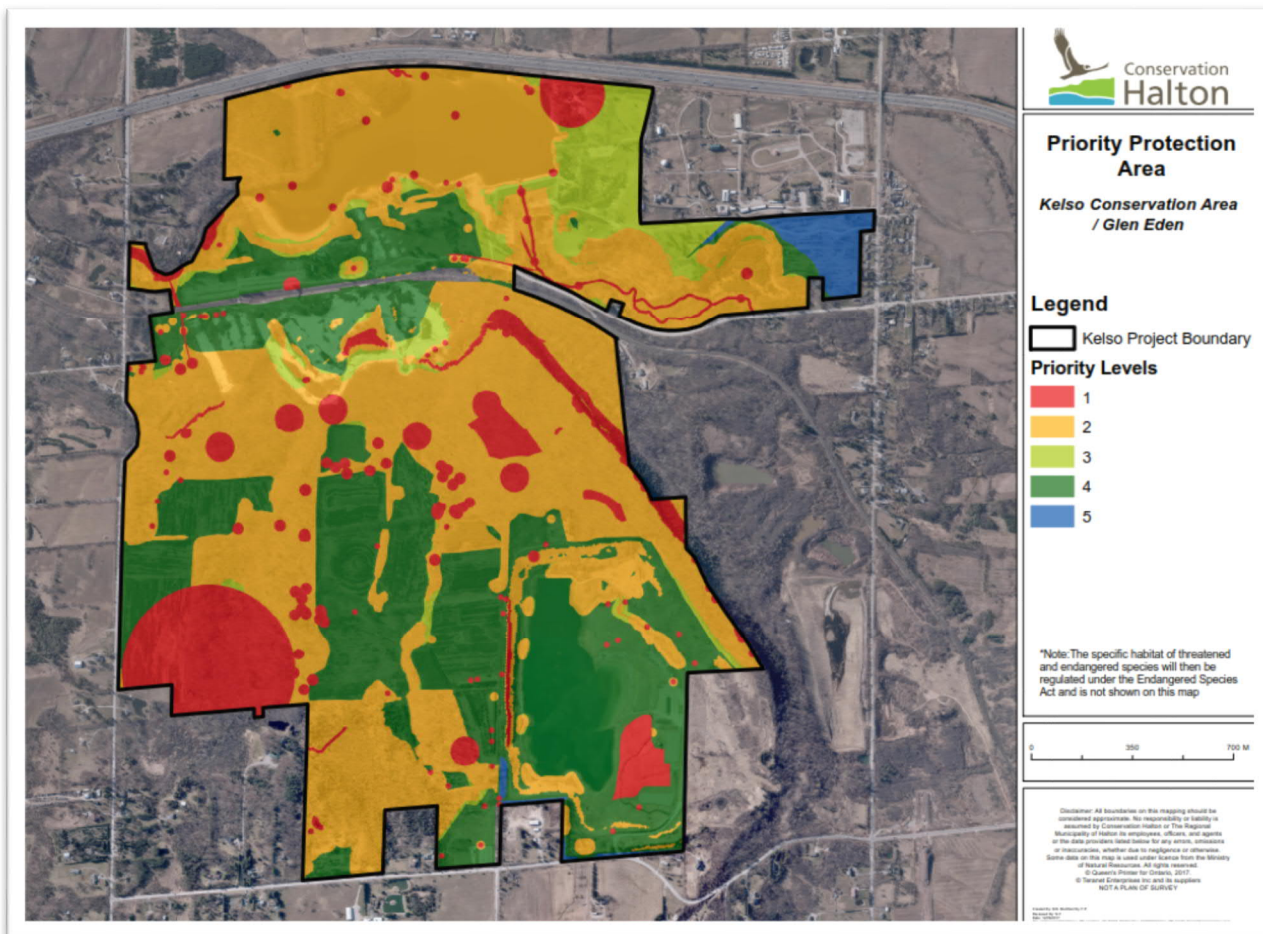 Conservation
Halton
Priority Protection
Area
Kelso Conservation Area
/ Glen Eden
Legend
Kelso Project Boundary
Priority Levels
1
2
3
4
5
*Note:The specific habitat of threatened
and endangered species will then be
regulated under the Endangered Species
Act and is not shown on this map
0 350 700 M
Disclaimer: All boundaries on this mapping should be
considered approximate. No responsibility or liability is
assumed by Conservation Halton or The Regional
Municipality of Halton its employees, officers, and agents
or the data providers listed below for any errors, omissions
or inaccuracies, whether due to negligence or otherwise.
Some data on this map is used under licence from the Ministry
of Natural Resources. All rights reserved.
© Queen's Printer for Ontario, 2017.
© Teranet Enterprises Inc and its suppliers
NOT A PLAN OF SURVEY